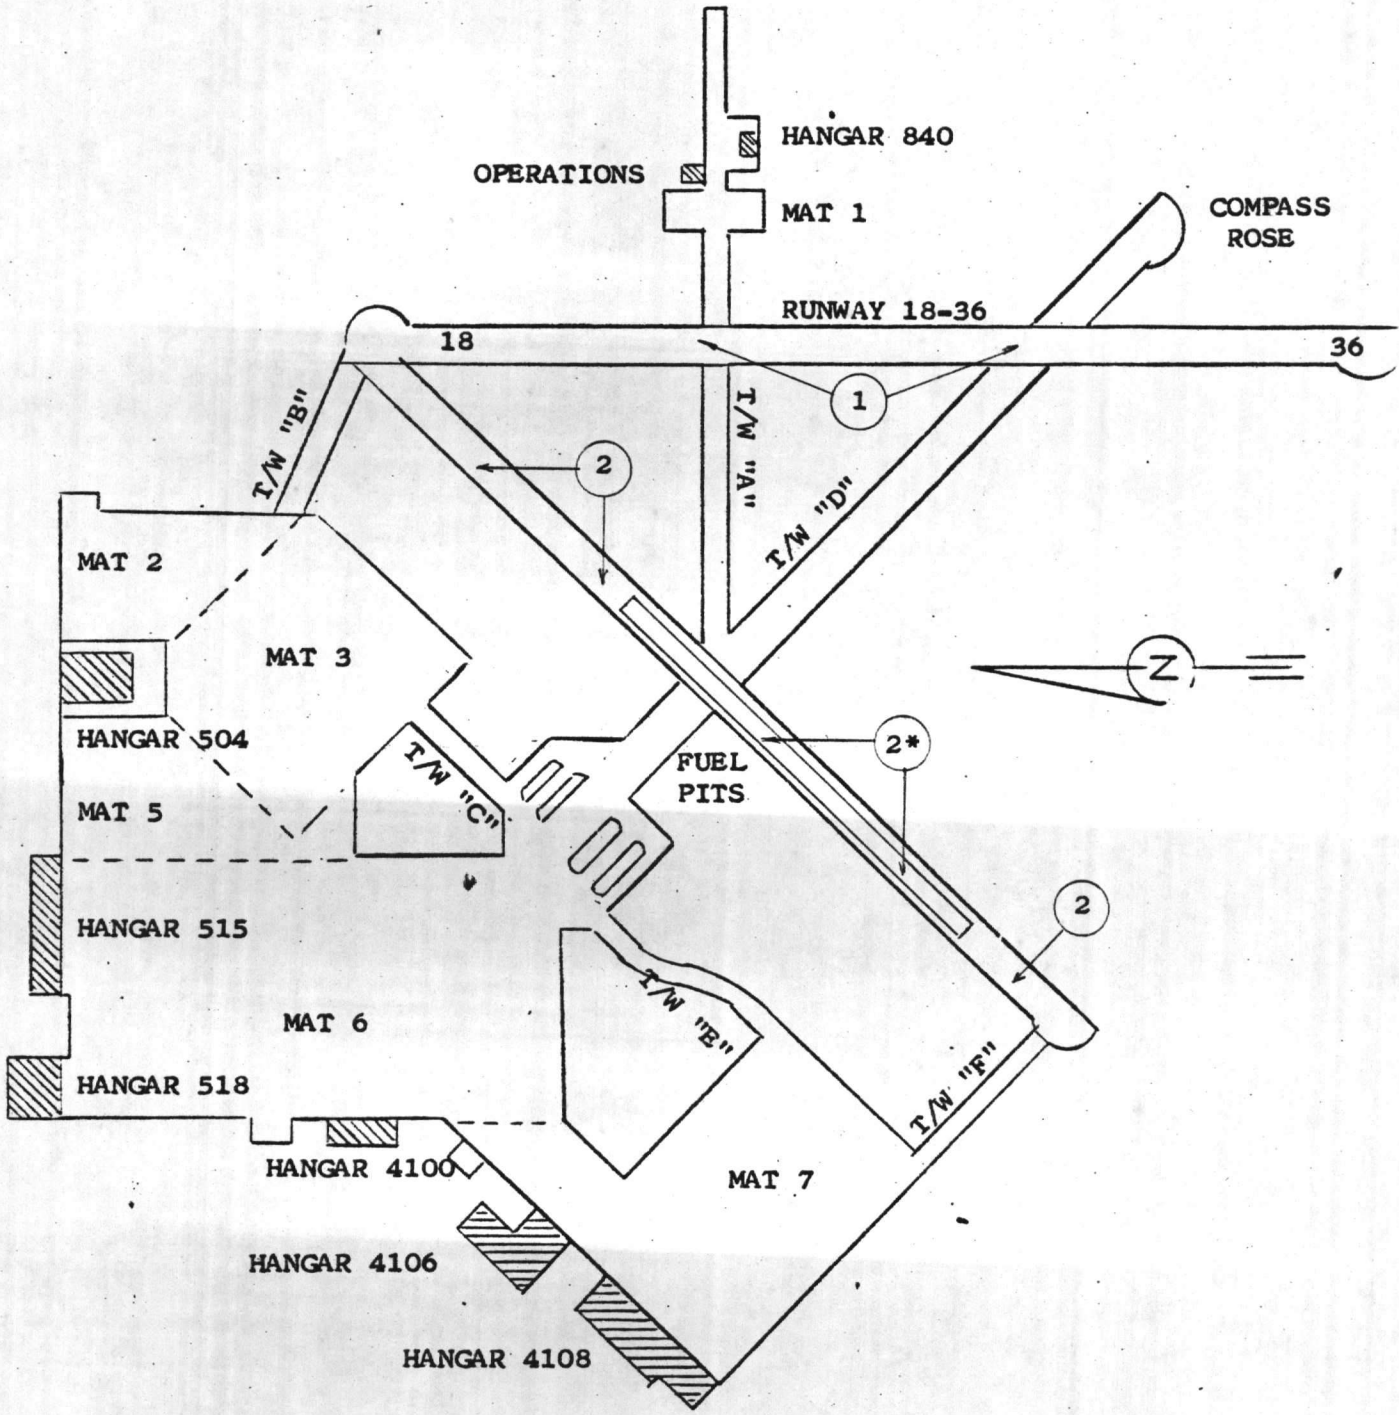 HANGAR 840
OPERATIONS
MAT 1
COMPASS
ROSE
RUNWAY 18-36
18
36
1
T/W "B"
T/W "A"
2
T/W "D"
MAT 2
MAT 3
N
HANGAR 504
2*
T/W "C"
FUEL
PITS
MAT 5
2
HANGAR 515
T/W "E"
MAT 6
HANGAR 518
T/W "F"
HANGAR 4100
MAT 7
HANGAR 4106
HANGAR 4108